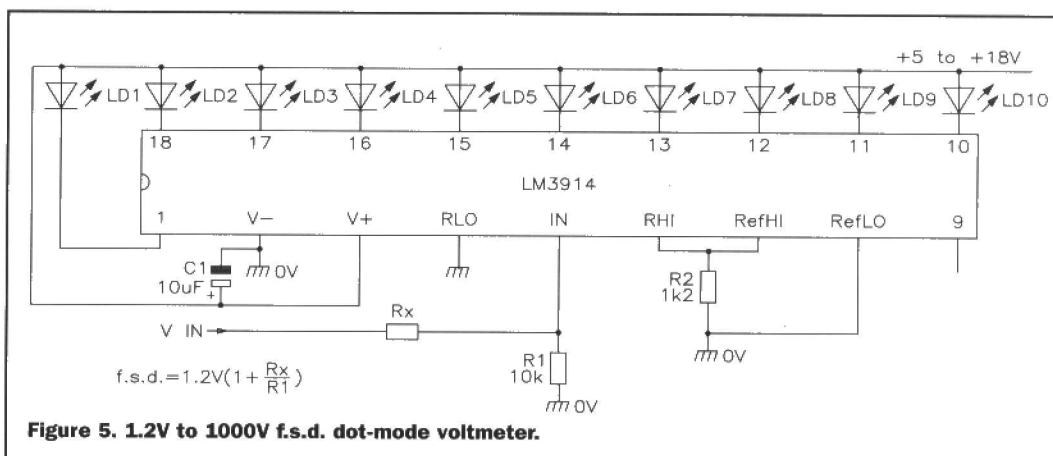 +5 to +18V
LD1 LD2 LD3 LD4 LD5 LD6 LD7 LD8 LD9 LD10
18 17 16 15 14 13 12 11 10
LM3914
1 V− V+ RLO IN RHI RefHI RefLO 9
C1
10uF
+
0V
R2
1k2
Rx
V IN
0V
R1
10k
f.s.d.=1.2V(1+Rx/R1)
0V
Figure 5. 1.2V to 1000V f.s.d. dot-mode voltmeter.